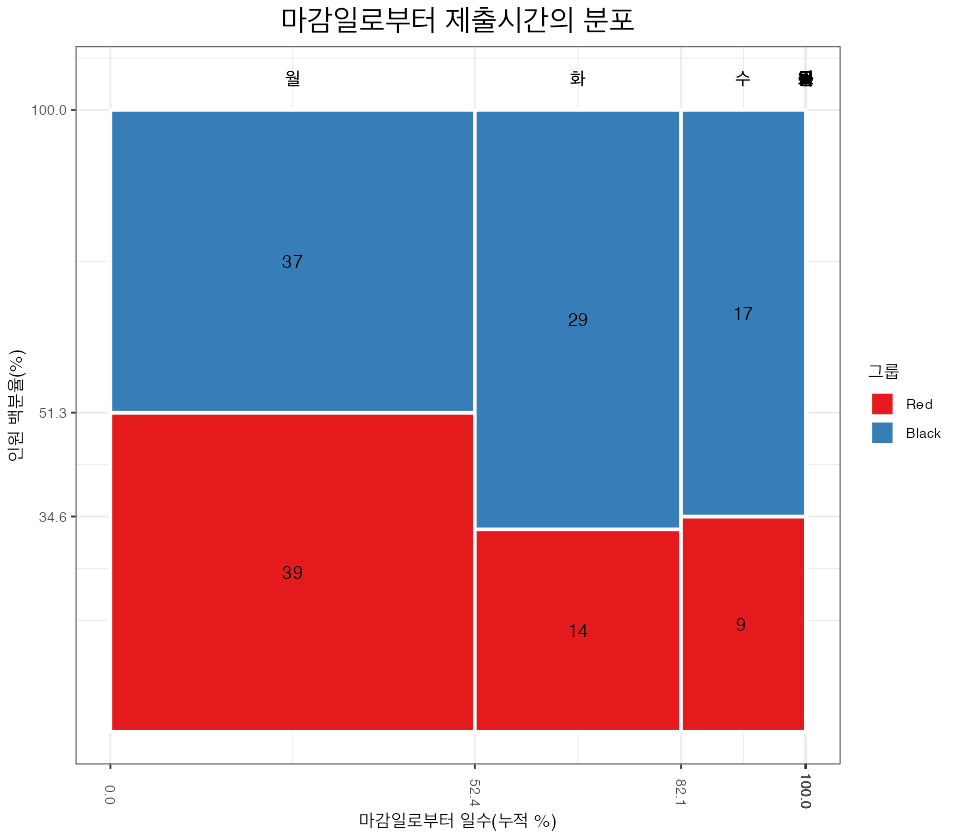 마감일로부터 제출시간의 분포
월 화 수
100.0
51.3
34.6
37
29
17
39
14
9
인원 백분율(%)
0.0
52.4
82.1
100.0
마감일로부터 일수(누적 %)
그룹
Red
Black